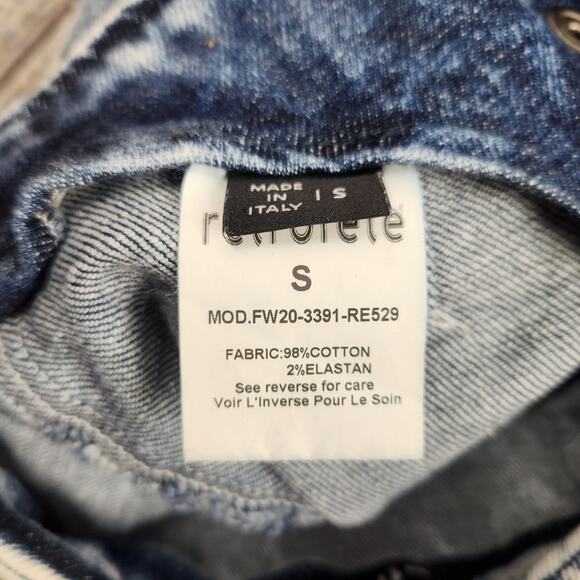 MADE
IN
ITALY
I S
retrofete
S
MOD.FW20-3391-RE529
FABRIC:98%COTTON
2%ELASTAN
See reverse for care
Voir L'Inverse Pour Le Soin